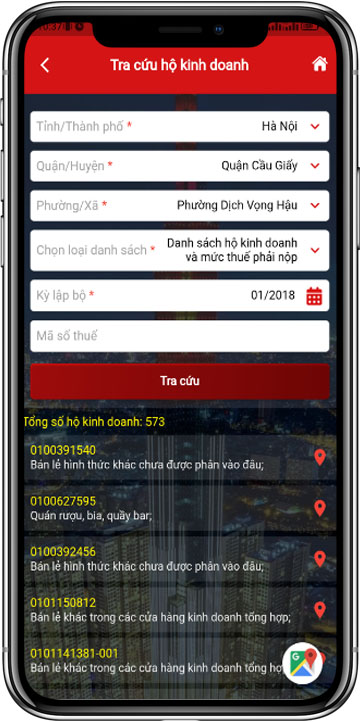 10:37
Tra cứu hộ kinh doanh
Tỉnh/Thành phố * Hà Nội
Quận/Huyện * Quận Cầu Giấy
Phường/Xã * Phường Dịch Vọng Hậu
Chọn loại danh sách * Danh sách hộ kinh doanh
và mức thuế phải nộp
Kỳ lập bộ * 01/2018
Mã số thuế
Tra cứu
Tổng số hộ kinh doanh: 573
0100391540
Bán lẻ hình thức khác chưa được phân vào đâu;
0100627595
Quán rượu, bia, quầy bar;
0100392456
Bán lẻ hình thức khác chưa được phân vào đâu;
0101150812
Bán lẻ khác trong các cửa hàng kinh doanh tổng hợp;
0101141381-001
Bán lẻ khác trong các cửa hàng kinh doanh tổng